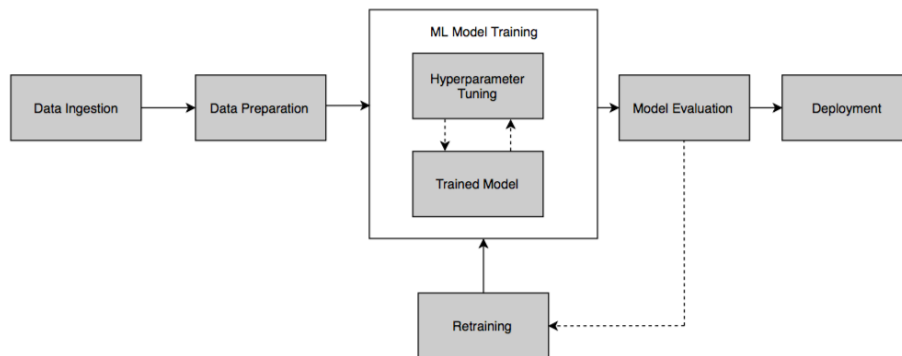 ML Model Training
Hyperparameter
Tuning
Data Ingestion
Data Preparation
Model Evaluation
Deployment
Trained Model
Retraining